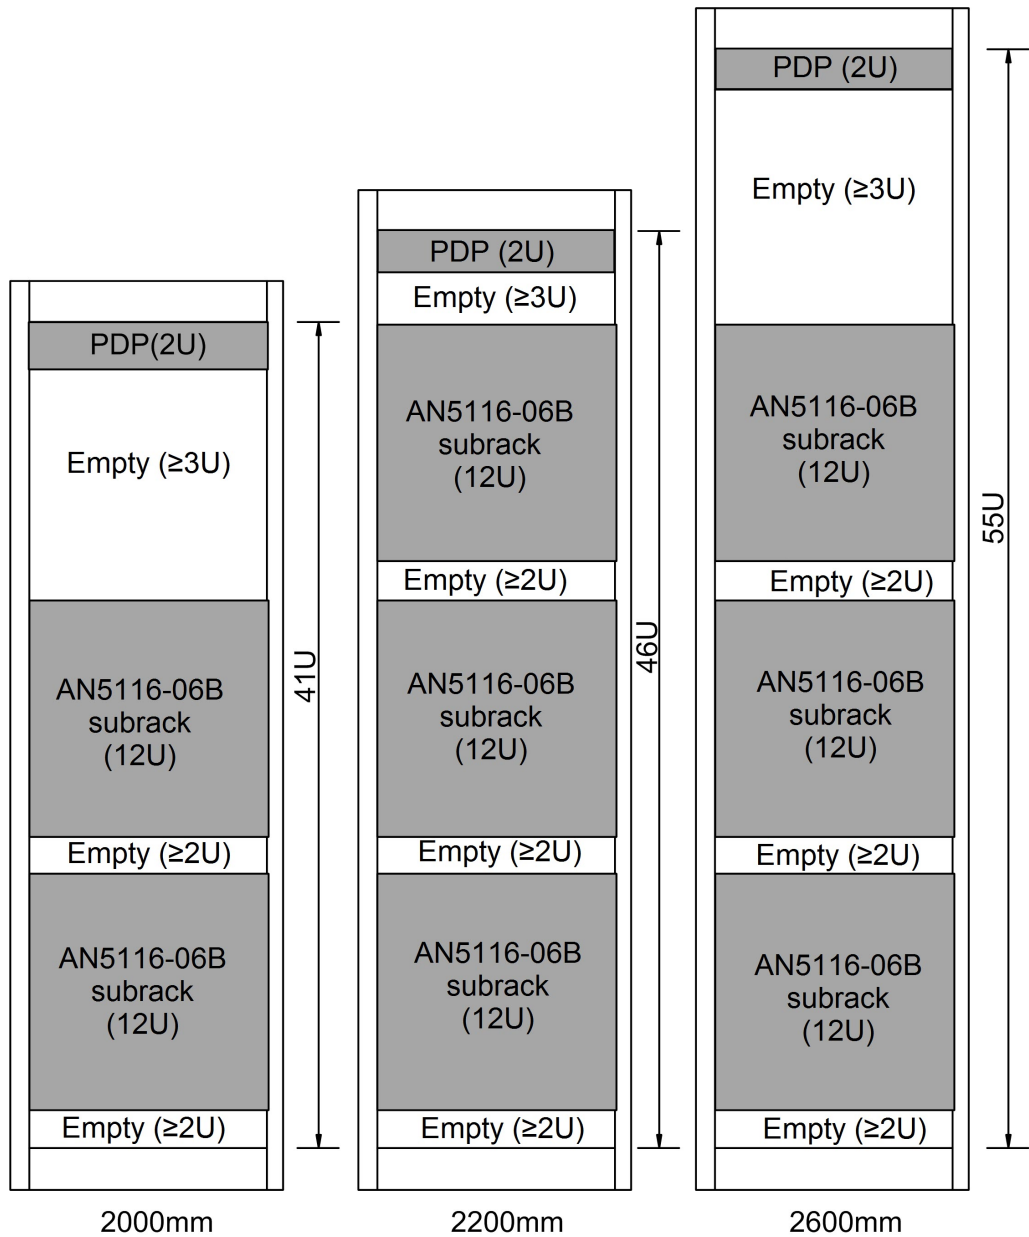 PDP(2U)
Empty (≥3U)
AN5116-06B
subrack
(12U)
Empty (≥2U)
AN5116-06B
subrack
(12U)
Empty (≥2U)
41U
2000mm
PDP (2U)
Empty (≥3U)
AN5116-06B
subrack
(12U)
Empty (≥2U)
AN5116-06B
subrack
(12U)
Empty (≥2U)
AN5116-06B
subrack
(12U)
Empty (≥2U)
46U
2200mm
PDP (2U)
Empty (≥3U)
AN5116-06B
subrack
(12U)
Empty (≥2U)
AN5116-06B
subrack
(12U)
Empty (≥2U)
AN5116-06B
subrack
(12U)
Empty (≥2U)
55U
2600mm